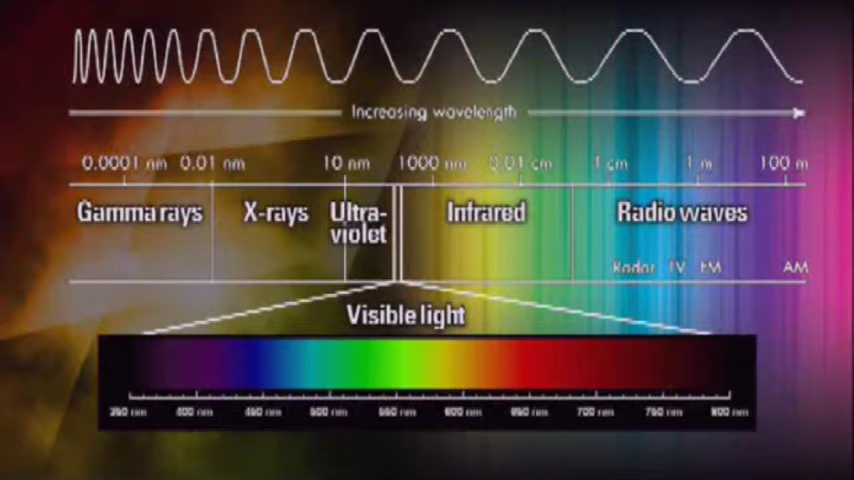 Increasing wavelength
0.0001 nm 0.01 nm 10 nm 1000 nm 0.01 cm 1 cm 1 m 100 m
Gamma rays X-rays Ultra-violet Infrared Radio waves
Radar TV FM AM
Visible light
350 nm 400 nm 450 nm 500 nm 550 nm 600 nm 650 nm 700 nm 750 nm 800 nm